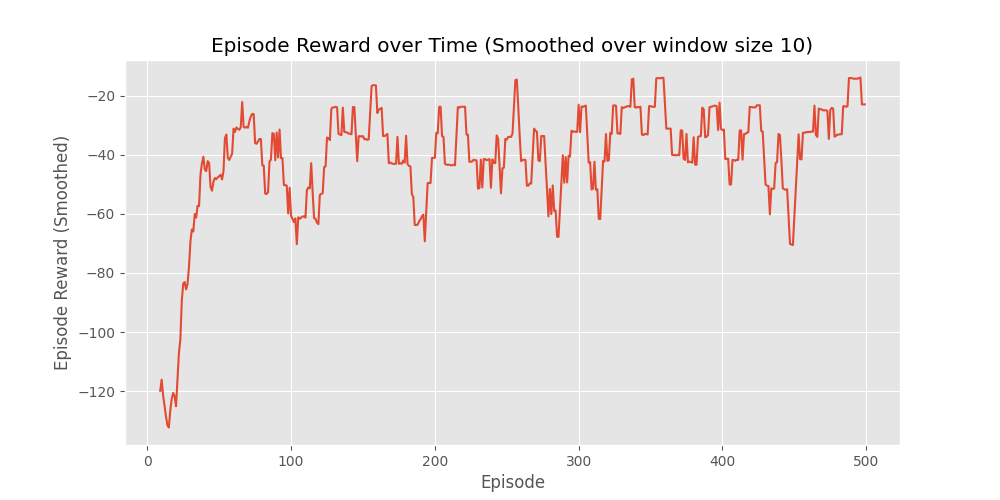 Episode Reward over Time (Smoothed over window size 10)
Episode Reward (Smoothed)
−20
−40
−60
−80
−100
−120
0 100 200 300 400 500
Episode